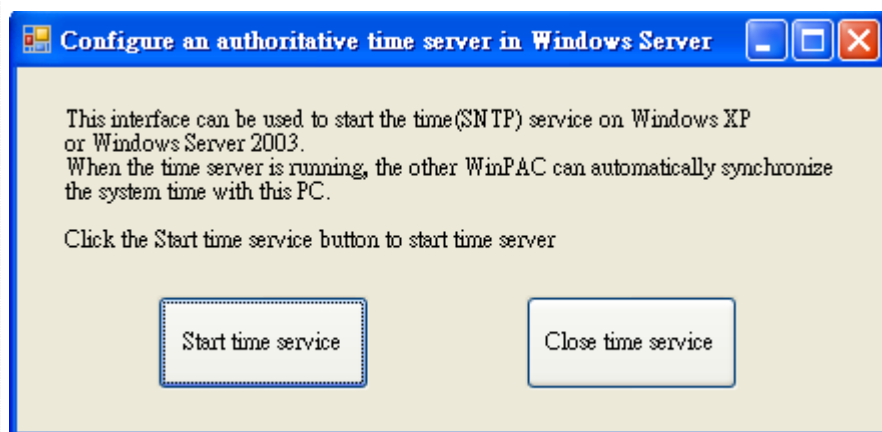 Configure an authoritative time server in Windows Server
This interface can be used to start the time(SNTP) service on Windows XP
or Windows Server 2003.
When the time server is running, the other WinPAC can automatically synchronize
the system time with this PC.
Click the Start time service button to start time server
Start time service
Close time service